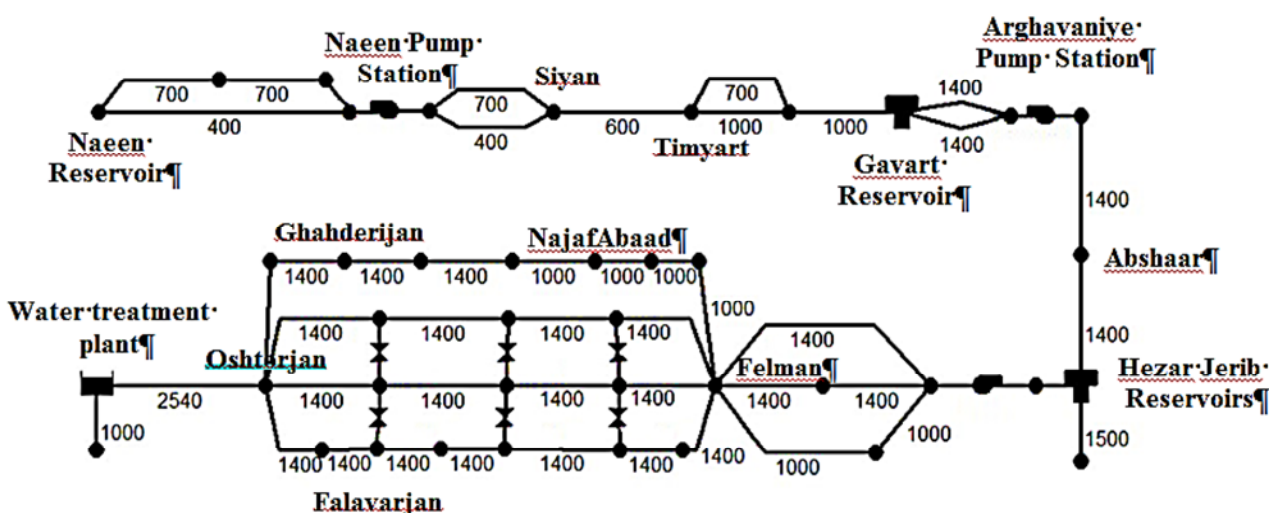 Naeen·Pump·
Station¶
Siyan
Arghavaniye·
Pump·Station¶
700
700
400
700
400
600
700
1000
1000
1400
1400
Naeen·
Reservoir¶
Timyart
Gavart·
Reservoir¶
1400
Abshaar¶
1400
Ghahderijan
NajafAbaad¶
1400
1400
1400
1000
1000
1000
1000
Water·treatment·
plant¶
Oshtorjan
1400
1400
1400
1400
1400
Felman¶
Hezar·Jerib·
Reservoirs¶
2540
1400
1400
1400
1400
1400
1400
1000
1500
1000
1400
1400
1400
1400
1400
1400
1400
1000
Falavarjan